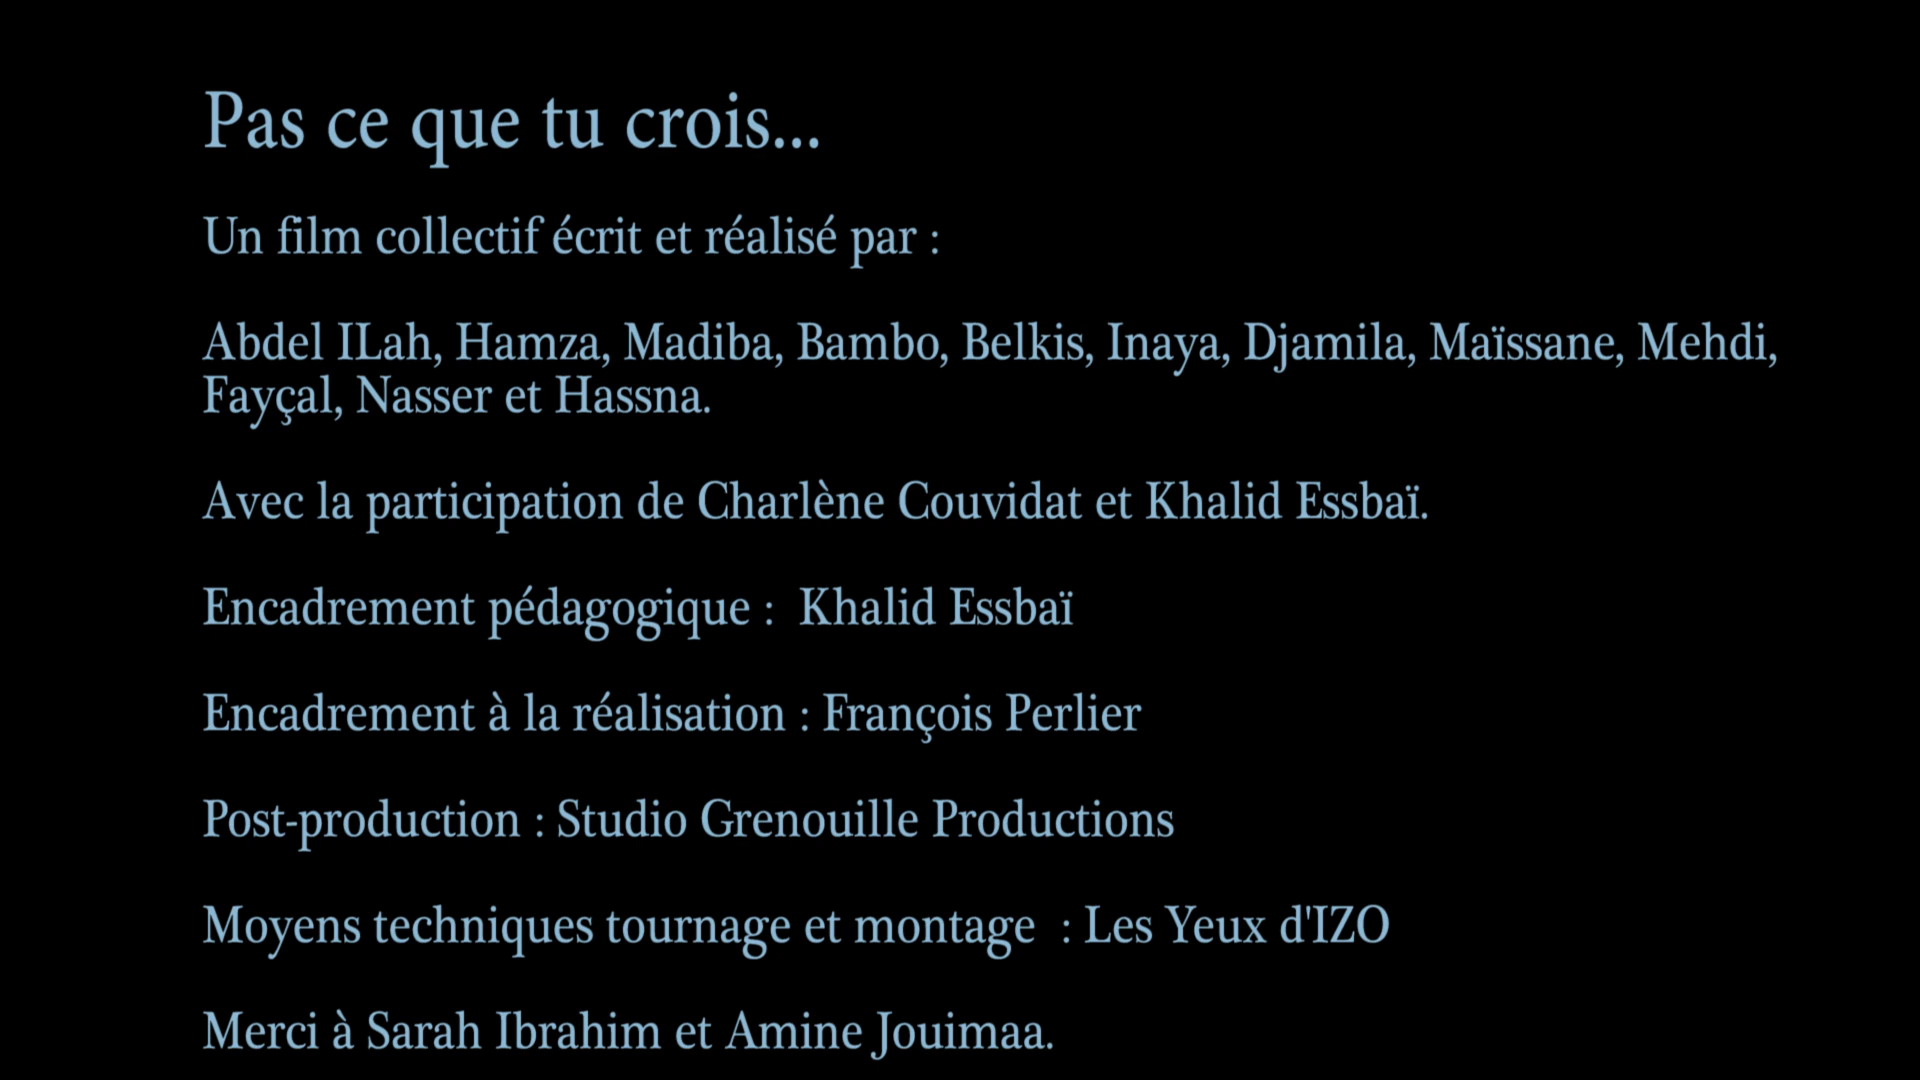 Pas ce que tu crois...
Un film collectif écrit et réalisé par :
Abdel ILah, Hamza, Madiba, Bambo, Belkis, Inaya, Djamila, Maïssane, Mehdi,
Fayçal, Nasser et Hassna.
Avec la participation de Charlène Couvidat et Khalid Essbaï.
Encadrement pédagogique :  Khalid Essbaï
Encadrement à la réalisation : François Perlier
Post-production : Studio Grenouille Productions
Moyens techniques tournage et montage  : Les Yeux d'IZO
Merci à Sarah Ibrahim et Amine Jouimaa.